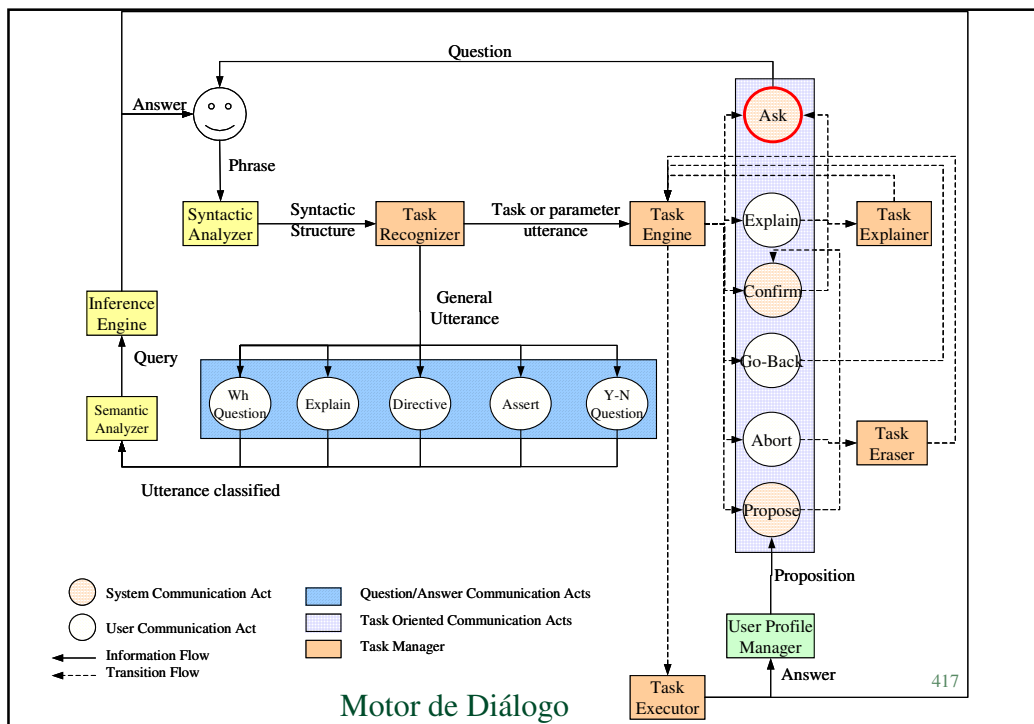 Question
Answer
Ask
Phrase
Syntactic
Analyzer
Syntactic
Structure
Task
Recognizer
Task or parameter
utterance
Task
Engine
Explain
Task
Explainer
Confirm
General
Utterance
Inference
Engine
Query
Go-Back
Semantic
Analyzer
Wh
Question
Explain
Directive
Assert
Y-N
Question
Abort
Task
Eraser
Utterance classified
Propose
Proposition
System Communication Act
User Communication Act
Information Flow
Transition Flow
Question/Answer Communication Acts
Task Oriented Communication Acts
Task Manager
User Profile
Manager
Answer
Task
Executor
Motor de Diálogo
417